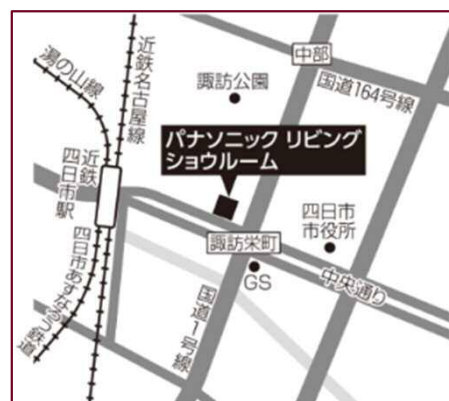 中部
湯の山線
近鉄名古屋線
諏訪公園
国道164号線
パナソニック リビング
ショウルーム
近鉄
四日市駅
四日市
市役所
諏訪栄町
中央通り
GS
四日市あすなろう鉄道
国道1号線